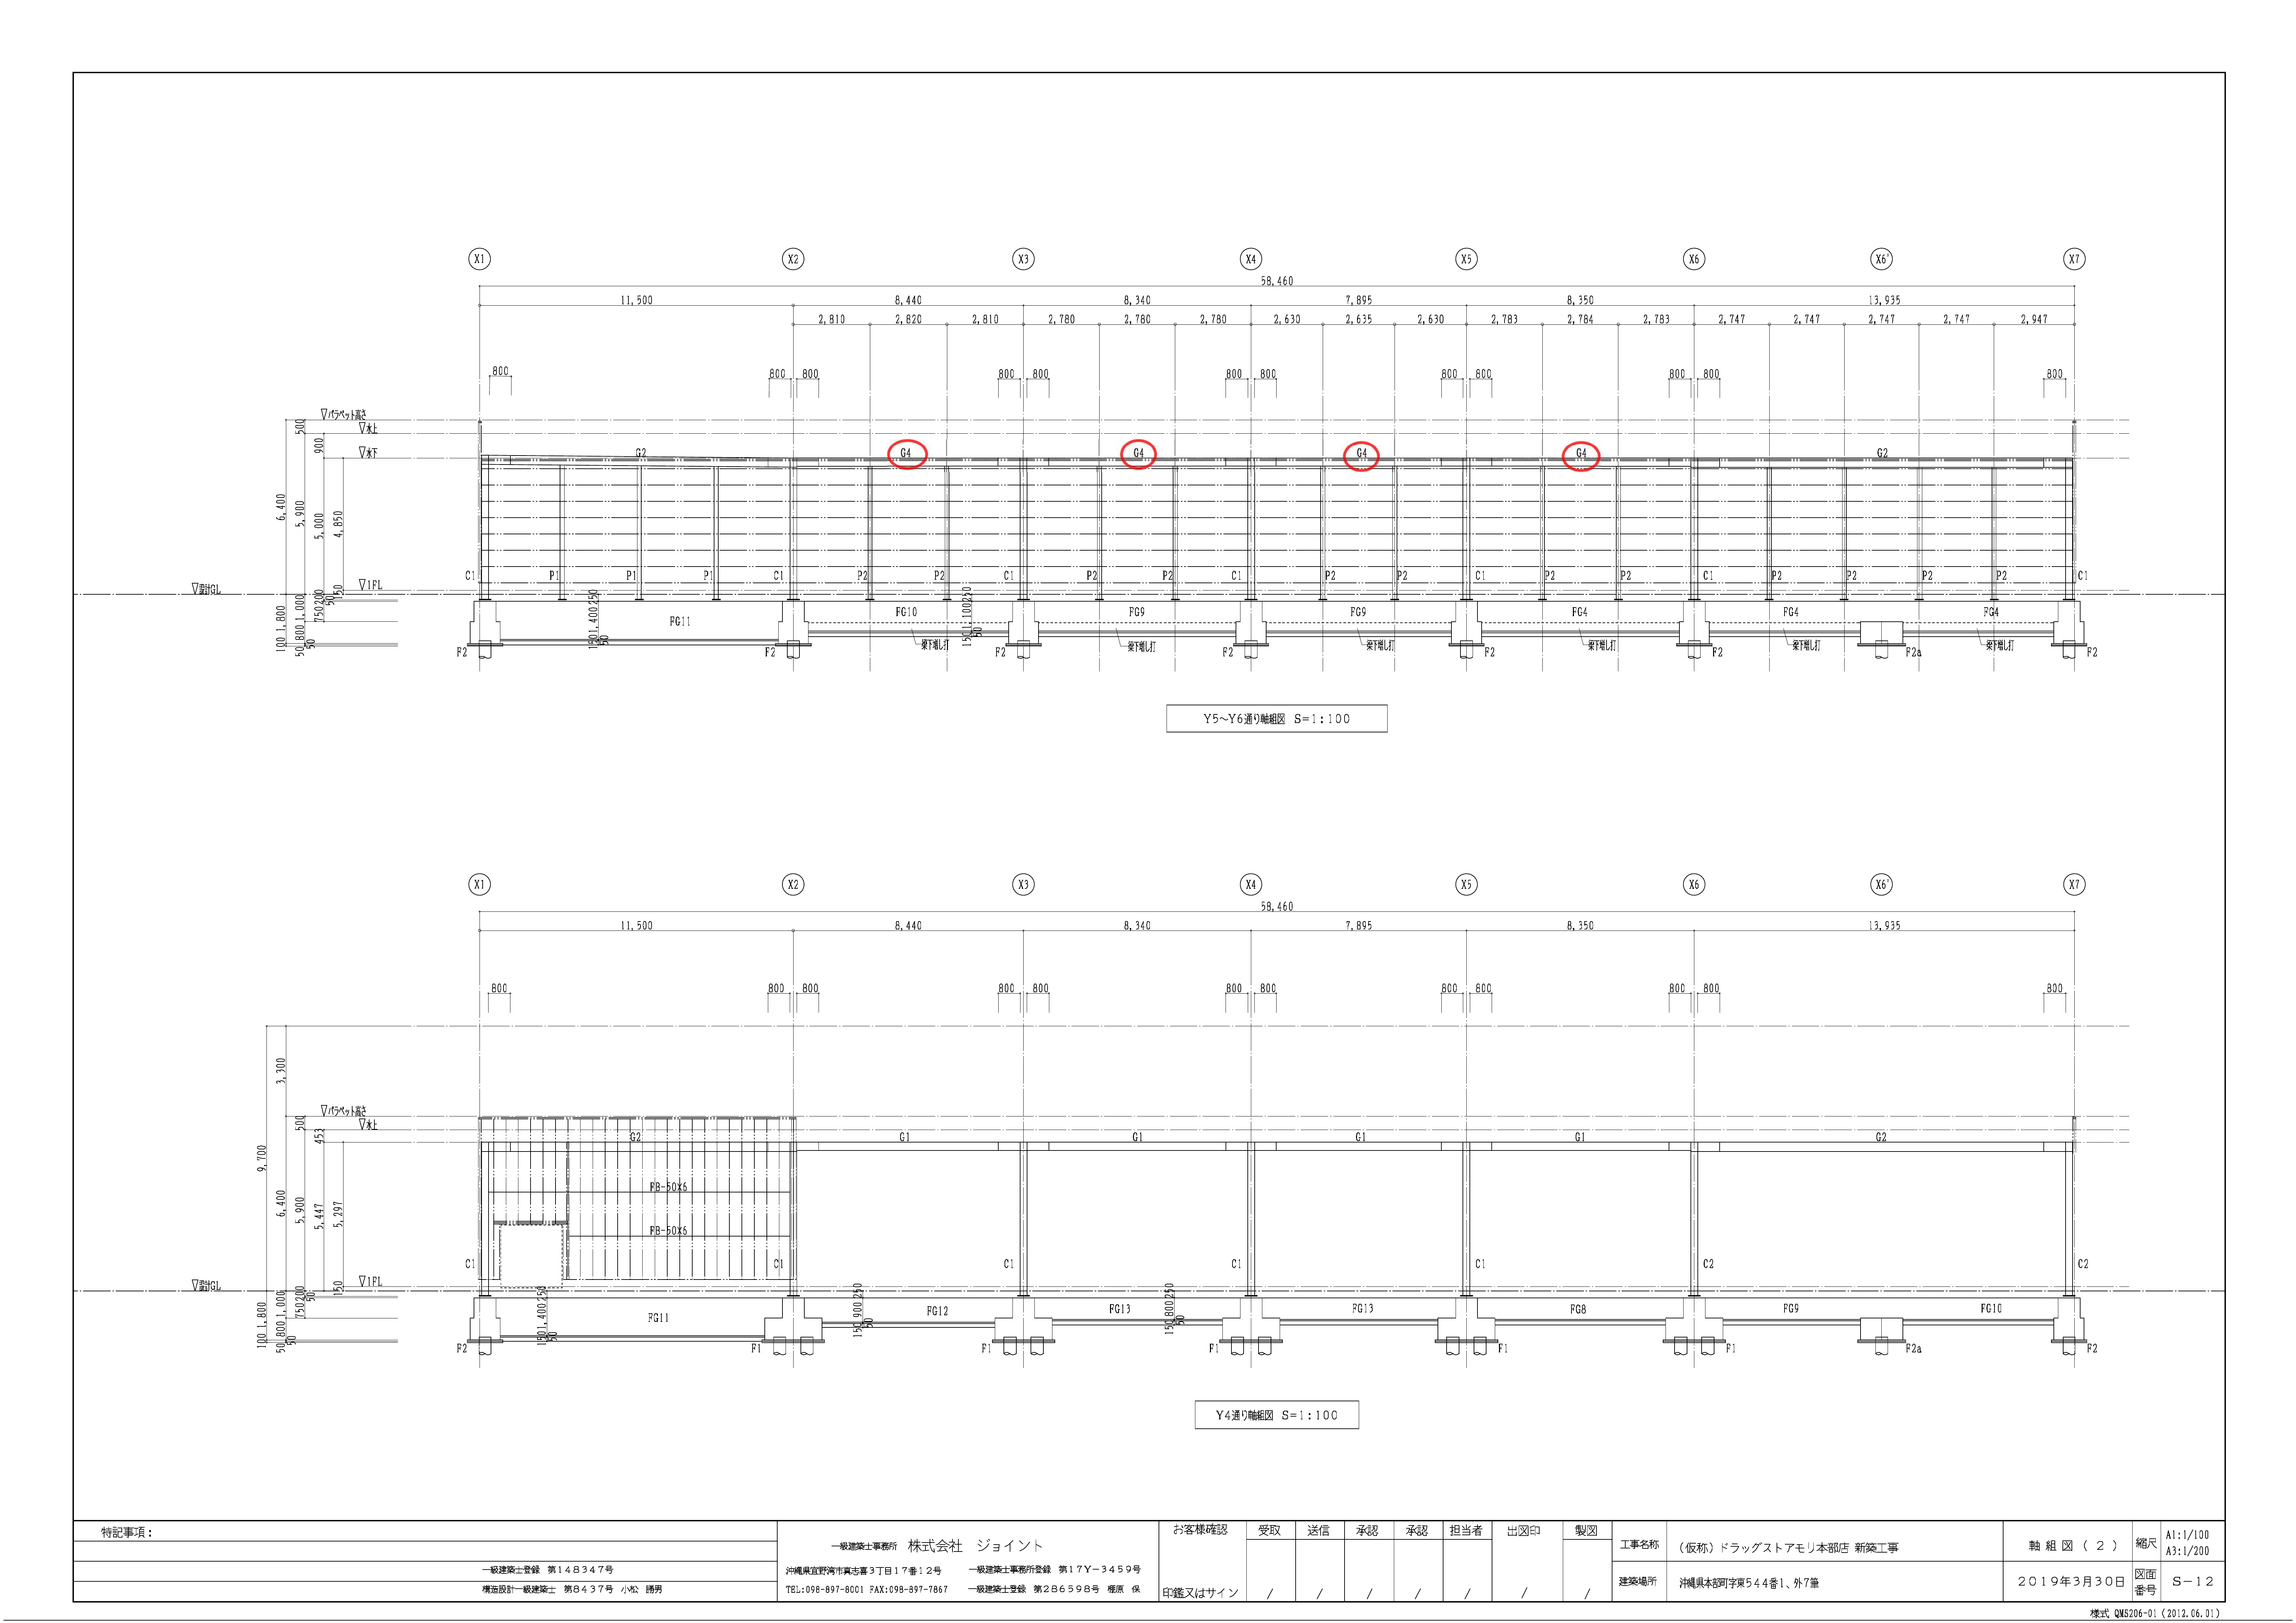 X1 X2 X3 X4 X5 X6 X6' X7
58,460
11,500 8,440 8,340 7,895 8,350 13,935
2,810 2,820 2,810 2,780 2,780 2,780 2,630 2,635 2,630 2,783 2,784 2,783 2,747 2,747 2,747 2,747 2,947
800 800 800 800 800 800 800 800 800 800 800 800
▽パラペット高さ
▽水上
▽水下
500 900
6,400 5,900 5,000 4,850
G2 G4 G4 G4 G4 G2
C1 P1 P1 P1 C1 P2 P2 C1 P2 P2 C1 P2 P2 C1 P2 P2 C1 P2 P2 P2 P2 C1
▽設計GL
▽1FL
150
100 1,800
50 800 1,000
50
750 200
50
150 1,400 250
50
150 1,100 250
50
FG11 FG10 FG9 FG9 FG4 FG4 FG4
梁下増し打 梁下増し打 梁下増し打 梁下増し打 梁下増し打 梁下増し打
F2 F2 F2 F2 F2 F2 F2a F2
Y5～Y6通り軸組図 S=1:100
X1 X2 X3 X4 X5 X6 X6' X7
58,460
11,500 8,440 8,340 7,895 8,350 13,935
800 800 800 800 800 800 800 800 800 800 800 800
3,300
▽パラペット高さ
▽水上
500 453
9,700 6,400 5,900 5,447 5,297
G2 G1 G1 G1 G1 G2
FB-50X6
FB-50X6
C1 C1 C1 C1 C1 C2 C2
▽設計GL
▽1FL
150
100 1,800
50 800 1,000
50
750 200
50
150 1,400 250
50
150 900 250
50
150 800 250
50
FG11 FG12 FG13 FG13 FG8 FG9 FG10
F2 F1 F1 F1 F1 F1 F2a F2
Y4通り軸組図 S=1:100
特記事項：
一級建築士登録 第148347号
構造設計一級建築士 第8437号 小松 勝男
一級建築士事務所 株式会社 ジョイント
沖縄県宜野湾市真志喜3丁目17番12号 一級建築士事務所登録 第17Y-3459号
TEL:098-897-8001 FAX:098-897-7867 一級建築士登録 第286598号 榧原 保
お客様確認 受取 送信 承認 承認 担当者 出図印 製図
印鑑又はサイン / / / / / / /
工事名称 (仮称)ドラッグストアモリ本部店 新築工事
建築場所 沖縄県本部町字東544番1、外7筆
軸組図(2)
縮尺 A1:1/100
A3:1/200
2019年3月30日
図面番号 S-12
様式 QMS206-01(2012.06.01)